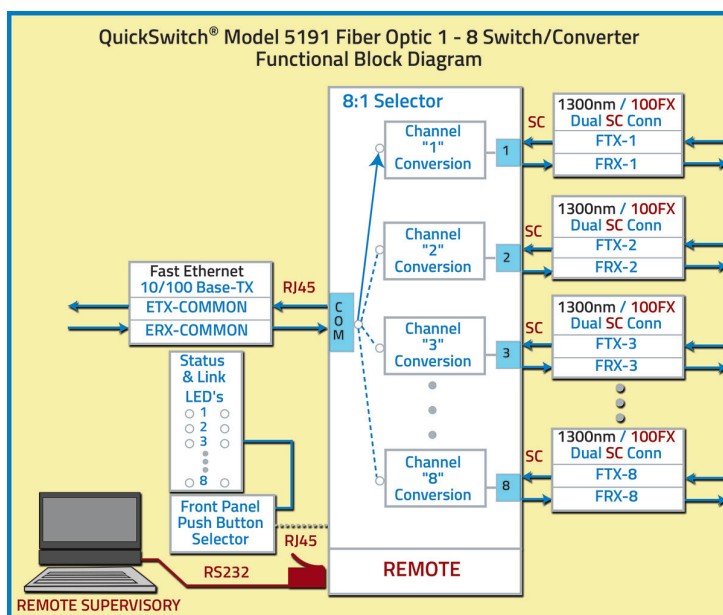 QuickSwitch® Model 5191 Fiber Optic 1 - 8 Switch/Converter
Functional Block Diagram
8:1 Selector
Channel
"1"
Conversion
1
SC
1300nm / 100FX
Dual SC Conn
FTX-1
FRX-1
Channel
"2"
Conversion
2
SC
1300nm / 100FX
Dual SC Conn
FTX-2
FRX-2
Fast Ethernet
10/100 Base-TX
ETX-COMMON
ERX-COMMON
RJ45
COM
Channel
"3"
Conversion
3
SC
1300nm / 100FX
Dual SC Conn
FTX-3
FRX-3
Status
& Link
LED's
1
2
3
8
Channel
"8"
Conversion
8
SC
1300nm / 100FX
Dual SC Conn
FTX-8
FRX-8
Front Panel
Push Button
Selector
RJ45
RS232
REMOTE
REMOTE SUPERVISORY